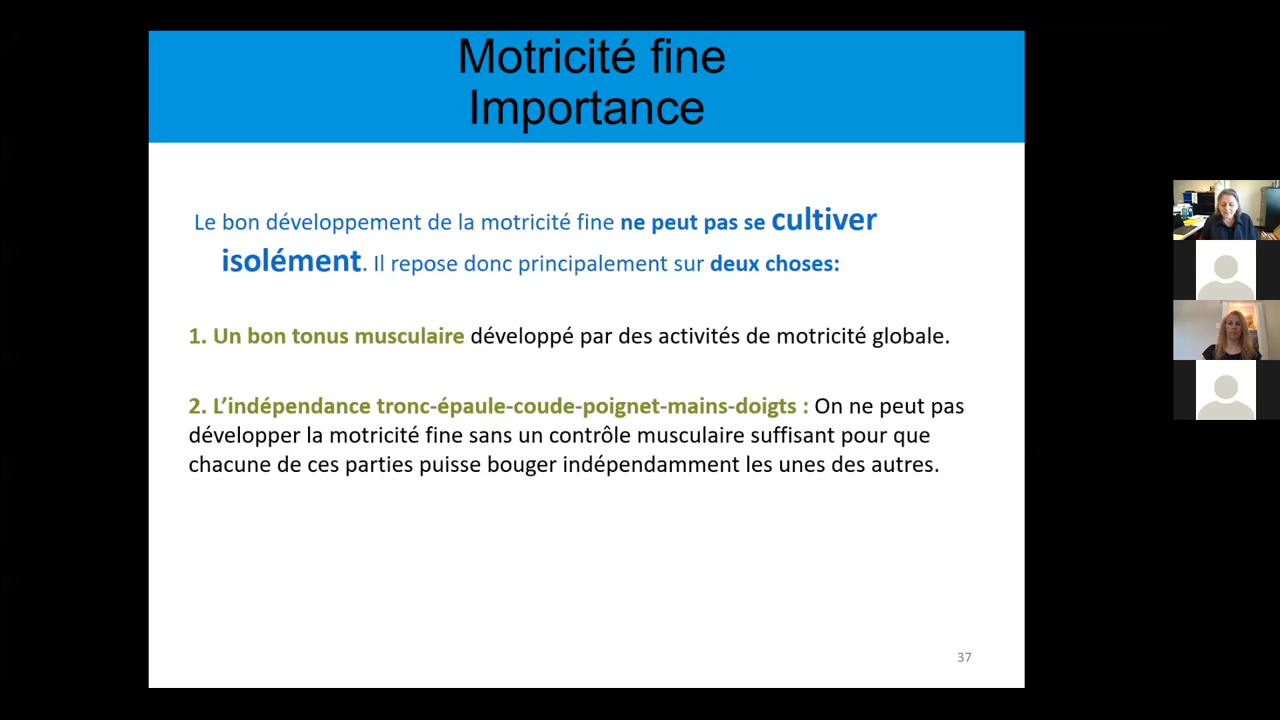 Motricité fine
Importance
Le bon développement de la motricité fine ne peut pas se cultiver
isolément. Il repose donc principalement sur deux choses:
1. Un bon tonus musculaire développé par des activités de motricité globale.
2. L’indépendance tronc-épaule-coude-poignet-mains-doigts : On ne peut pas
développer la motricité fine sans un contrôle musculaire suffisant pour que
chacune de ces parties puisse bouger indépendamment les unes des autres.
37